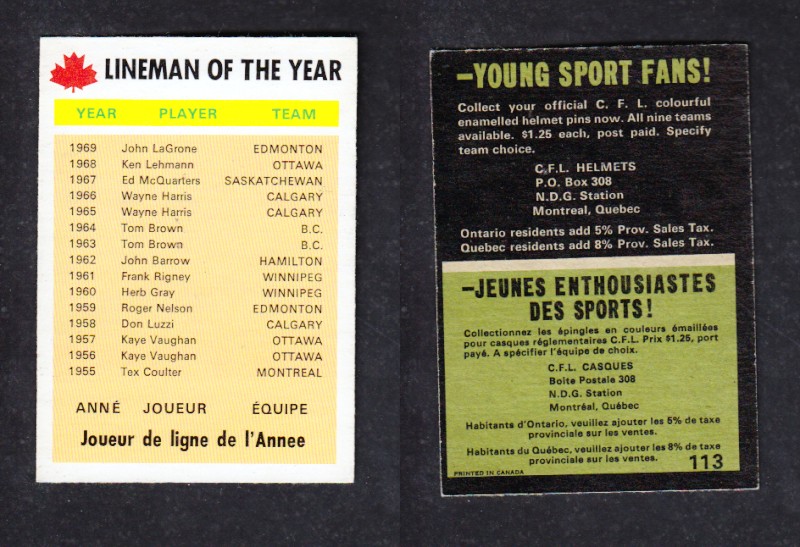 LINEMAN OF THE YEAR
YEAR PLAYER TEAM
1969 John LaGrone EDMONTON
1968 Ken Lehmann OTTAWA
1967 Ed McQuarters SASKATCHEWAN
1966 Wayne Harris CALGARY
1965 Wayne Harris CALGARY
1964 Tom Brown B.C.
1963 Tom Brown B.C.
1962 John Barrow HAMILTON
1961 Frank Rigney WINNIPEG
1960 Herb Gray WINNIPEG
1959 Roger Nelson EDMONTON
1958 Don Luzzi CALGARY
1957 Kaye Vaughan OTTAWA
1956 Kaye Vaughan OTTAWA
1955 Tex Coulter MONTREAL
ANNÉ JOUEUR ÉQUIPE
Joueur de ligne de l'Annee
—YOUNG SPORT FANS!
Collect your official C. F. L. colourful
enamelled helmet pins now. All nine teams
available. $1.25 each, post paid. Specify
team choice.
C.F.L. HELMETS
P.O. Box 308
N.D.G. Station
Montreal, Quebec
Ontario residents add 5% Prov. Sales Tax.
Quebec residents add 8% Prov. Sales Tax.
—JEUNES ENTHOUSIASTES
DES SPORTS!
Collectionnez les épingles en couleurs émaillées
pour casques réglementaires C.F.L. Prix $1.25, port
payé. A spécifier l'équipe de choix.
C.F.L. CASQUES
Boîte Postale 308
N.D.G. Station
Montréal, Québec
Habitants d'Ontario, veuillez ajouter les 5% de taxe
provinciale sur les ventes.
Habitants du Québec, veuillez ajouter les 8% de taxe
provinciale sur les ventes.
PRINTED IN CANADA 113